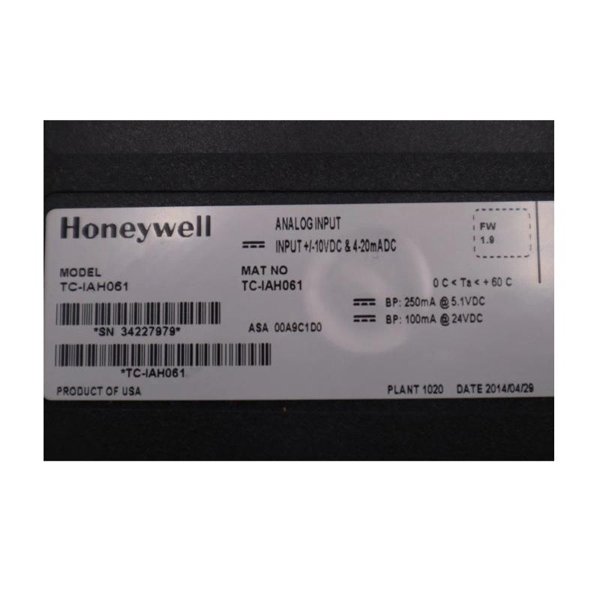 Honeywell
ANALOG INPUT
INPUT +/-10VDC & 4-20mADC
FW
1.9
MODEL
TC-IAH061
MAT NO
TC-IAH061
0 C < Ta < + 60 C
BP: 250mA @ 5.1VDC
BP: 100mA @ 24VDC
*SN 34227979*
ASA 00A9C1D0
*TC-IAH061
PRODUCT OF USA
PLANT 1020 DATE 2014/04/29